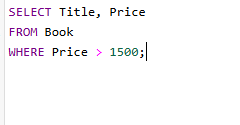 SELECT Title, Price
FROM Book
WHERE Price > 1500;